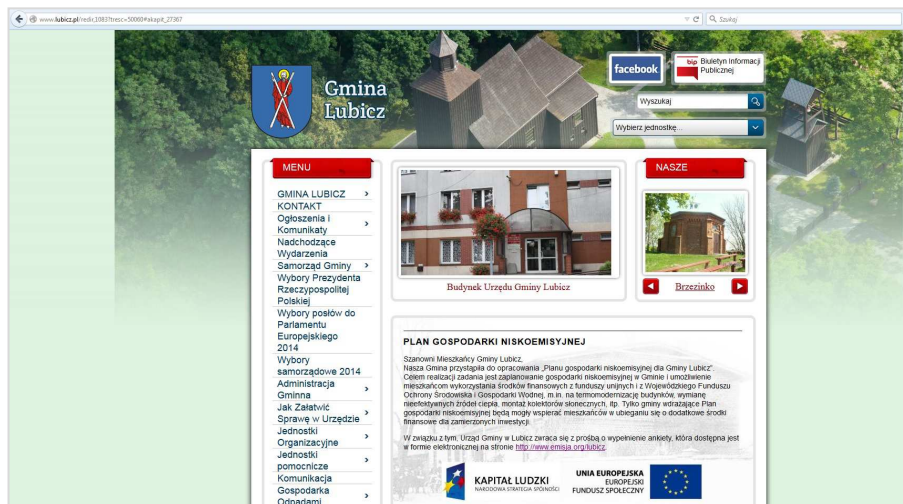 www.lubicz.pl/redir,1083?tresc=50060#akapit_27367
Szukaj
Gmina
Lubicz
facebook
bip Biuletyn Informacji
Publicznej
Wyszukaj
Wybierz jednostkę...
MENU
GMINA LUBICZ
KONTAKT
Ogłoszenia i
Komunikaty
Nadchodzące
Wydarzenia
Samorząd Gminy
Wybory Prezydenta
Rzeczypospolitej
Polskiej
Wybory posłów do
Parlamentu
Europejskiego
2014
Wybory
samorządowe 2014
Administracja
Gminna
Jak Załatwić
Sprawę w Urzędzie
Jednostki
Organizacyjne
Jednostki
pomocnicze
Komunikacja
Gospodarka
Odpadami
Budynek Urzędu Gminy Lubicz
NASZE
Brzezinko
PLAN GOSPODARKI NISKOEMISYJNEJ
Szanowni Mieszkańcy Gminy Lubicz,
Nasza Gmina przystąpiła do opracowania „Planu gospodarki niskoemisyjnej dla Gminy Lubicz”.
Celem realizacji zadania jest zaplanowanie gospodarki niskoemisyjnej w Gminie i umożliwienie
mieszkańcom wykorzystania środków finansowych z funduszy unijnych i z Wojewódzkiego Funduszu
Ochrony Środowiska i Gospodarki Wodnej, m.in. na termomodernizację budynków, wymianę
nieefektywnych źródeł ciepła, montaż kolektorów słonecznych, itp. Tylko gminy wdrażające Plan
gospodarki niskoemisyjnej będą mogły wspierać mieszkańców w ubieganiu się o dodatkowe środki
finansowe dla zamierzonych inwestycji.
W związku z tym, Urząd Gminy w Lubiczu zwraca się z prośbą o wypełnienie ankiety, która dostępna jest
w formie elektronicznej na stronie http://www.emisja.org/lubicz.
KAPITAŁ LUDZKI
NARODOWA STRATEGIA SPÓJNOŚCI
UNIA EUROPEJSKA
EUROPEJSKI
FUNDUSZ SPOŁECZNY